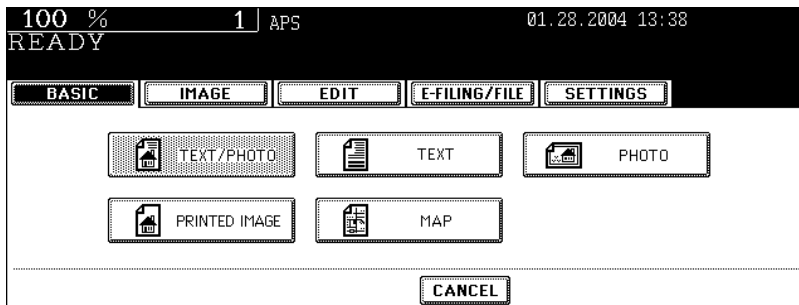 100 % 1 APS 01.28.2004 13:38
READY
BASIC IMAGE EDIT E-FILING/FILE SETTINGS
TEXT/PHOTO TEXT PHOTO
PRINTED IMAGE MAP
CANCEL